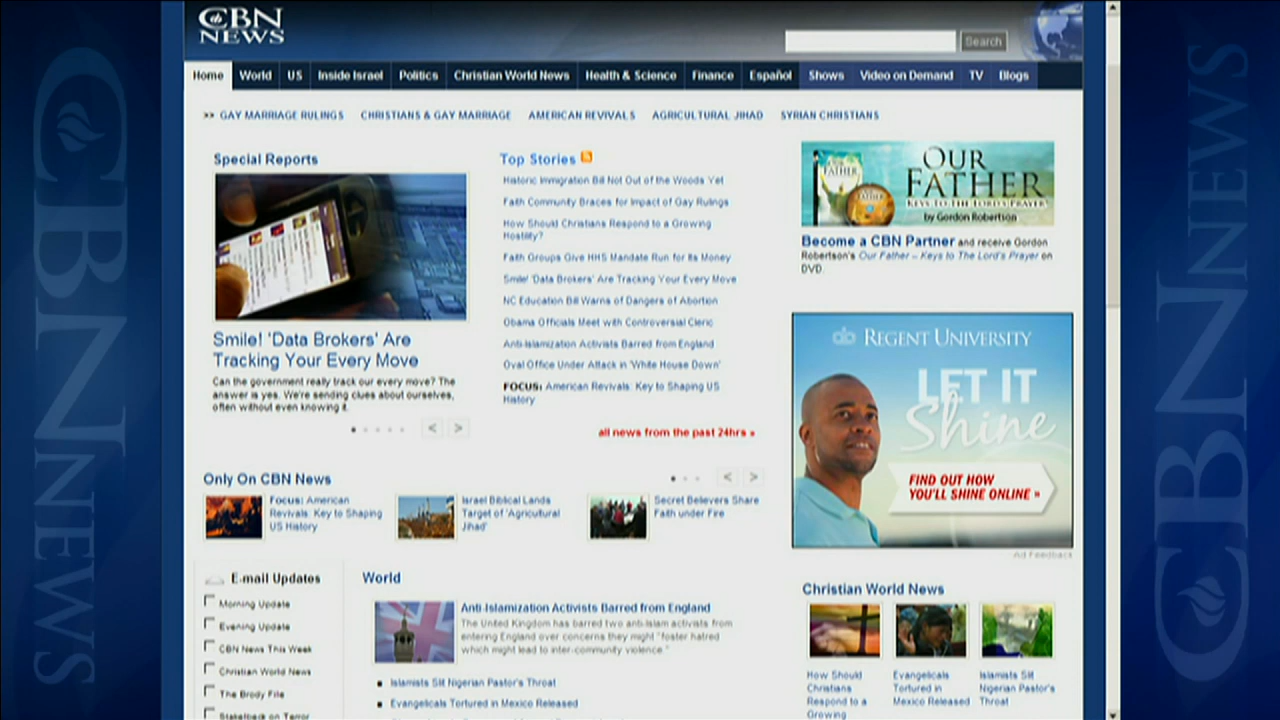 CBN
NEWS
Search
Home
World
US
Inside Israel
Politics
Christian World News
Health & Science
Finance
Español
Shows
Video on Demand
TV
Blogs
>> GAY MARRIAGE RULINGS
CHRISTIANS & GAY MARRIAGE
AMERICAN REVIVALS
AGRICULTURAL JIHAD
SYRIAN CHRISTIANS
Special Reports
Smile! 'Data Brokers' Are
Tracking Your Every Move
Can the government really track our every move? The
answer is yes. We're sending clues about ourselves,
often without even knowing it.
< >
Top Stories
Historic Immigration Bill Not Out of the Woods Yet
Faith Community Braces for Impact of Gay Rulings
How Should Christians Respond to a Growing
Hostility?
Faith Groups Give HHS Mandate Run for Its Money
Smile! 'Data Brokers' Are Tracking Your Every Move
NC Education Bill Warns of Dangers of Abortion
Obama Officials Meet with Controversial Cleric
Anti-Islamization Activists Barred from England
Oval Office Under Attack in 'White House Down'
FOCUS: American Revivals: Key to Shaping US
History
all news from the past 24hrs »
OUR
FATHER
KEYS TO THE LORD'S PRAYER
by Gordon Robertson
Become a CBN Partner and receive Gordon
Robertson's Our Father – Keys to The Lord's Prayer on
DVD.
REGENT UNIVERSITY
LET IT
Shine
FIND OUT HOW
YOU'LL SHINE ONLINE »
Ad Feedback
Only On CBN News
< >
Focus: American
Revivals: Key to Shaping
US History
Israel Biblical Lands
Target of 'Agricultural
Jihad'
Secret Believers Share
Faith under Fire
E-mail Updates
Morning Update
Evening Update
CBN News This Week
Christian World News
The Brody File
Stakelbeck on Terror
World
Anti-Islamization Activists Barred from England
The United Kingdom has barred two anti-Islam activists from
entering England over concerns they might "foster hatred
which might lead to inter-community violence."
Islamists Slit Nigerian Pastor's Throat
Evangelicals Tortured in Mexico Released
Christian World News
How Should
Christians
Respond to a
Growing
Evangelicals
Tortured in
Mexico Released
Islamists Slit
Nigerian Pastor's
Throat
CBN NEWS
CBN NEWS